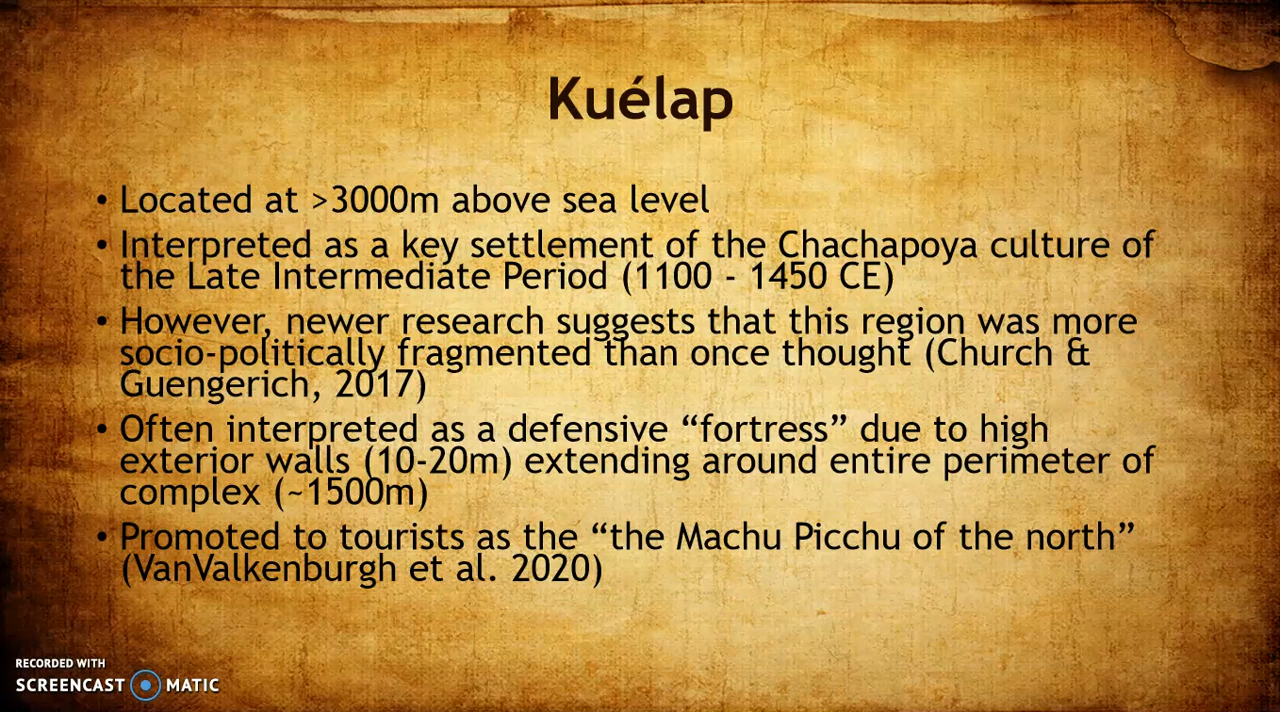 Kuélap
• Located at >3000m above sea level
• Interpreted as a key settlement of the Chachapoya culture of
the Late Intermediate Period (1100 - 1450 CE)
• However, newer research suggests that this region was more
socio-politically fragmented than once thought (Church &
Guengerich, 2017)
• Often interpreted as a defensive “fortress” due to high
exterior walls (10-20m) extending around entire perimeter of
complex (~1500m)
• Promoted to tourists as the “the Machu Picchu of the north”
(VanValkenburgh et al. 2020)
RECORDED WITH
SCREENCAST MATIC